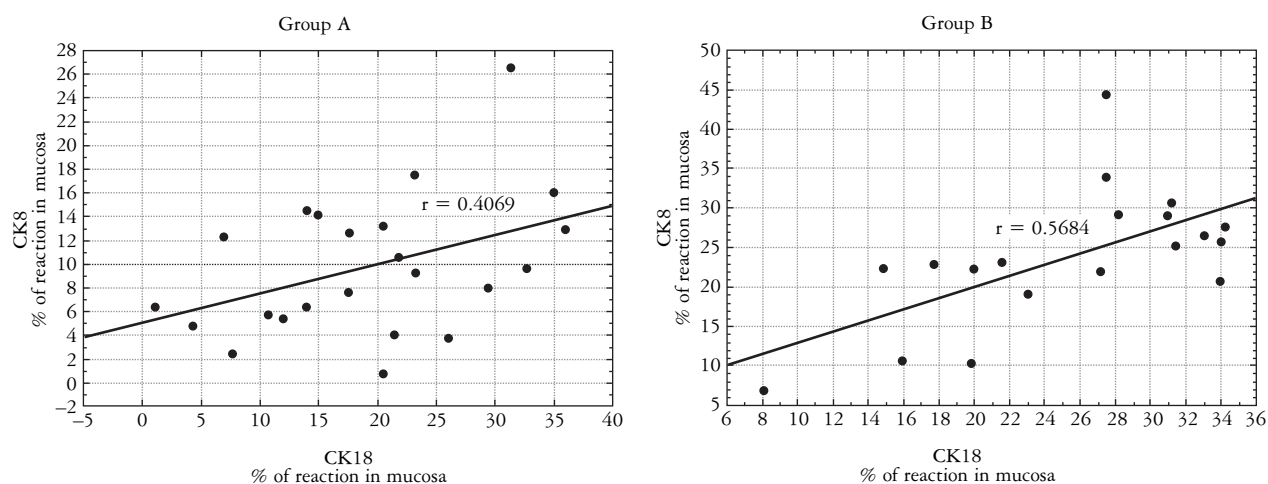 Group A
28
26
24
22
20
18
16
14
12
10
8
6
4
2
0
−2
CK8
% of reaction in mucosa
r = 0.4069
−5 0 5 10 15 20 25 30 35 40
CK18
% of reaction in mucosa
Group B
50
45
40
35
30
25
20
15
10
5
CK8
% of reaction in mucosa
r = 0.5684
6 8 10 12 14 16 18 20 22 24 26 28 30 31 32 34 36
CK18
% of reaction in mucosa